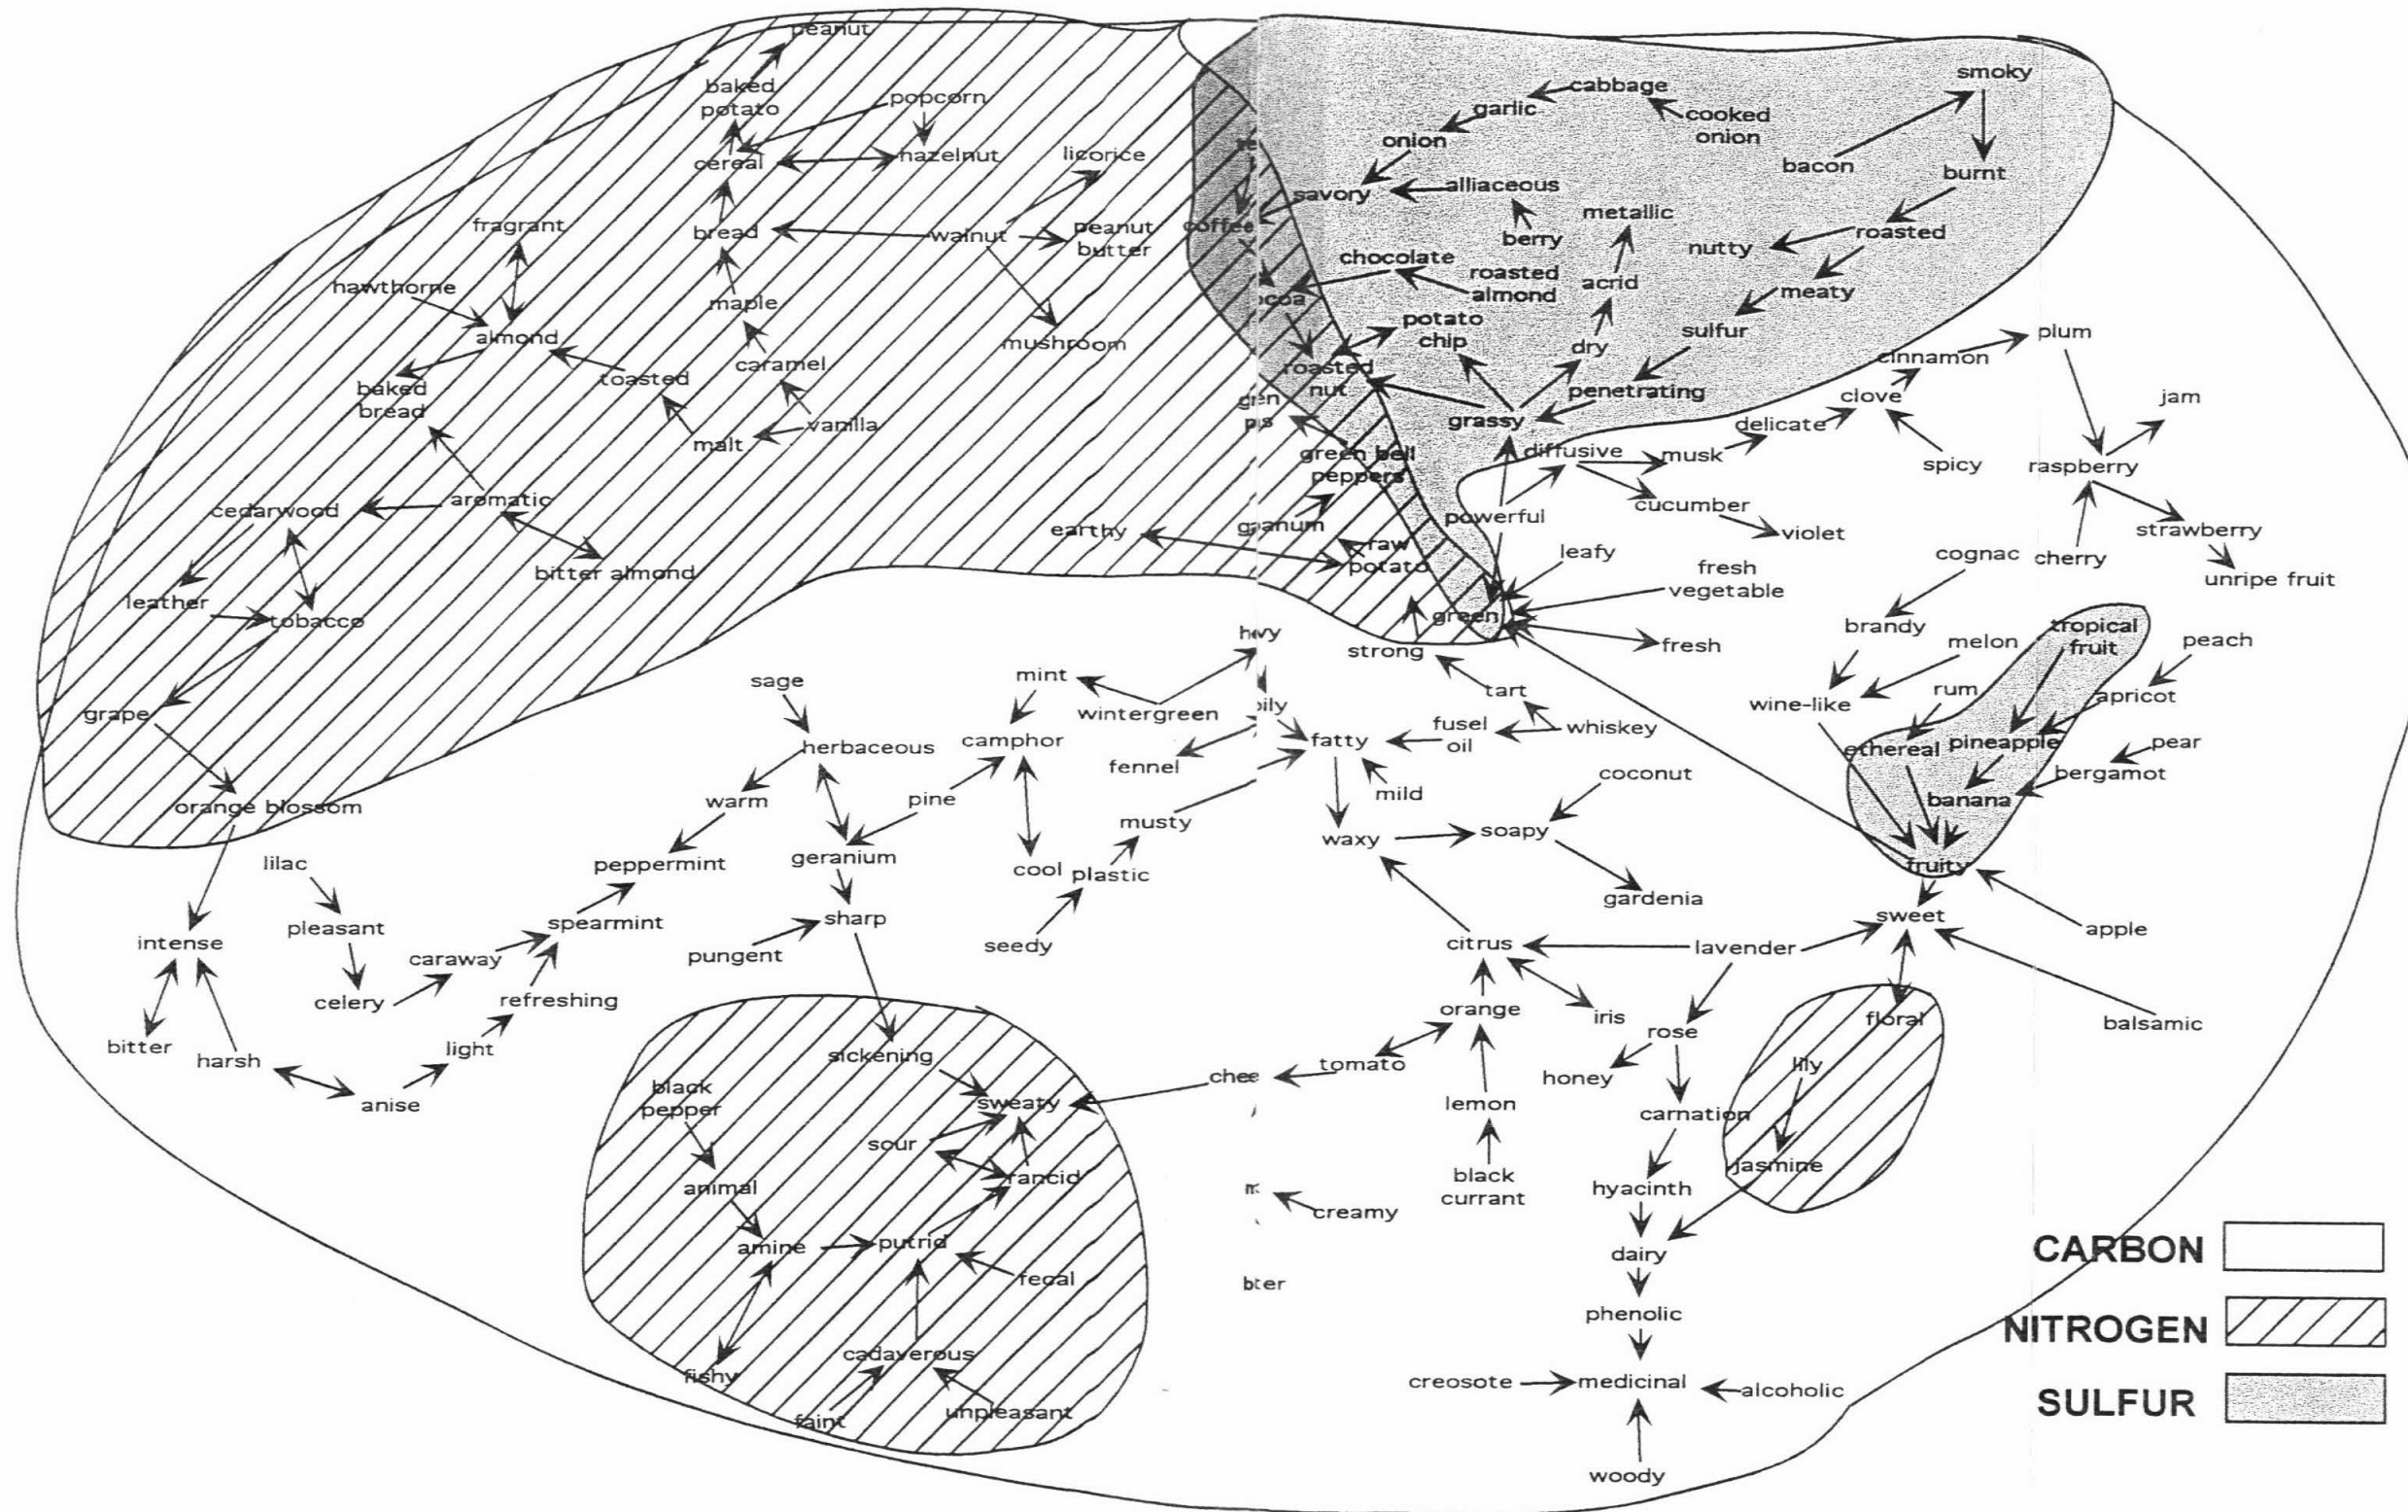 peanut
baked
potato
popcorn
cereal
hazelnut
licorice
fragrant
bread
walnut
peanut
butter
hawthorne
maple
almond
mushroom
baked
bread
toasted
caramel
vanilla
malt
cedarwood
aromatic
earthy
bitter almond
leather
tobacco
grape
orange blossom
smoky
cabbage
garlic
cooked
onion
onion
bacon
burnt
savory
alliaceous
metallic
coffee
berry
nutty
roasted
chocolate
roasted
almond
acrid
meaty
potato
chip
sulfur
dry
roasted
nut
penetrating
grassy
cinnamon
plum
clove
jam
delicate
green bell
peppers
diffusive
musk
spicy
raspberry
cucumber
powerful
violet
strawberry
raw
potato
leafy
cognac
cherry
unripe fruit
fresh
vegetable
green
fresh
strong
brandy
melon
tropical
fruit
peach
sage
mint
wintergreen
tart
wine-like
rum
apricot
herbaceous
camphor
fatty
fusel
oil
whiskey
ethereal
pineapple
pear
fennel
bergamot
warm
pine
mild
coconut
banana
musty
waxy
soapy
lilac
peppermint
geranium
cool
plastic
fruity
gardenia
pleasant
spearmint
sharp
sweet
intense
caraway
pungent
seedy
citrus
lavender
apple
celery
refreshing
orange
iris
rose
floral
balsamic
bitter
harsh
light
sickening
tomato
honey
lily
anise
black
pepper
sweaty
lemon
carnation
sour
black
currant
jasmine
animal
rancid
creamy
hyacinth
amine
putrid
dairy
CARBON
fecal
phenolic
NITROGEN
cadaverous
fishy
creosote
medicinal
alcoholic
SULFUR
faint
unpleasant
woody